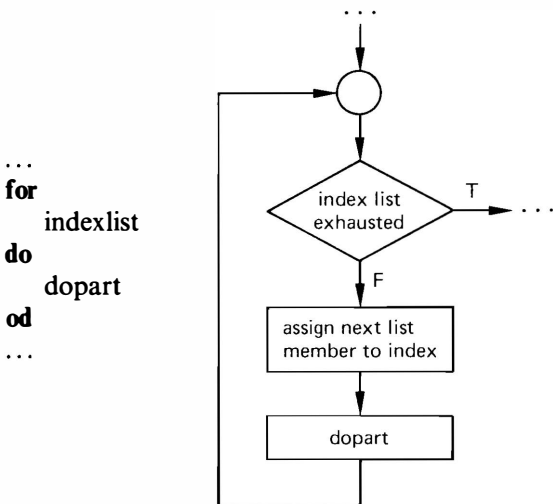 ...
for
indexlist
do
dopart
od
...
...
index list
exhausted
T
...
F
assign next list
member to index
dopart